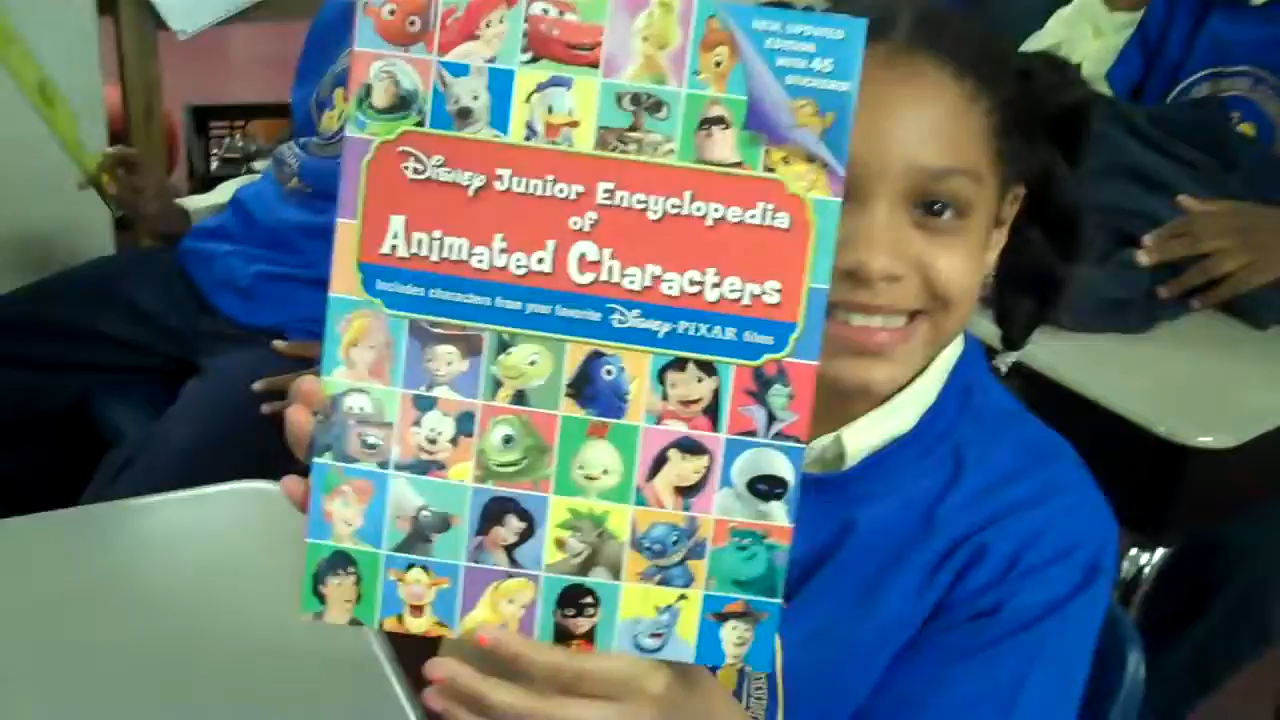 NEW, UPDATED
EDITION
WITH 45
STICKERS!
Disney Junior Encyclopedia
of
Animated Characters
Includes characters from your favorite Disney·PIXAR films